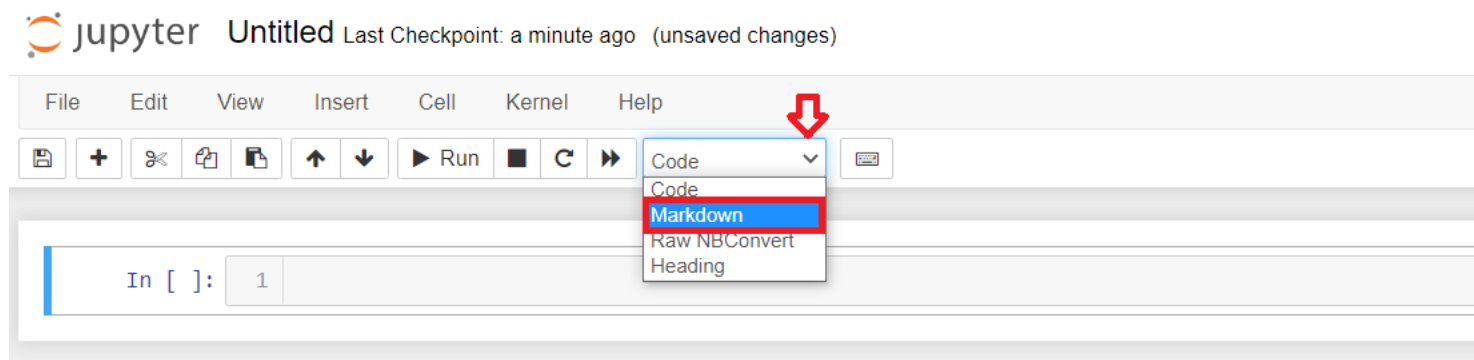 jupyter Untitled Last Checkpoint: a minute ago (unsaved changes)
File Edit View Insert Cell Kernel Help
Run Code
Code
Markdown
Raw NBConvert
Heading
In [ ]: 1